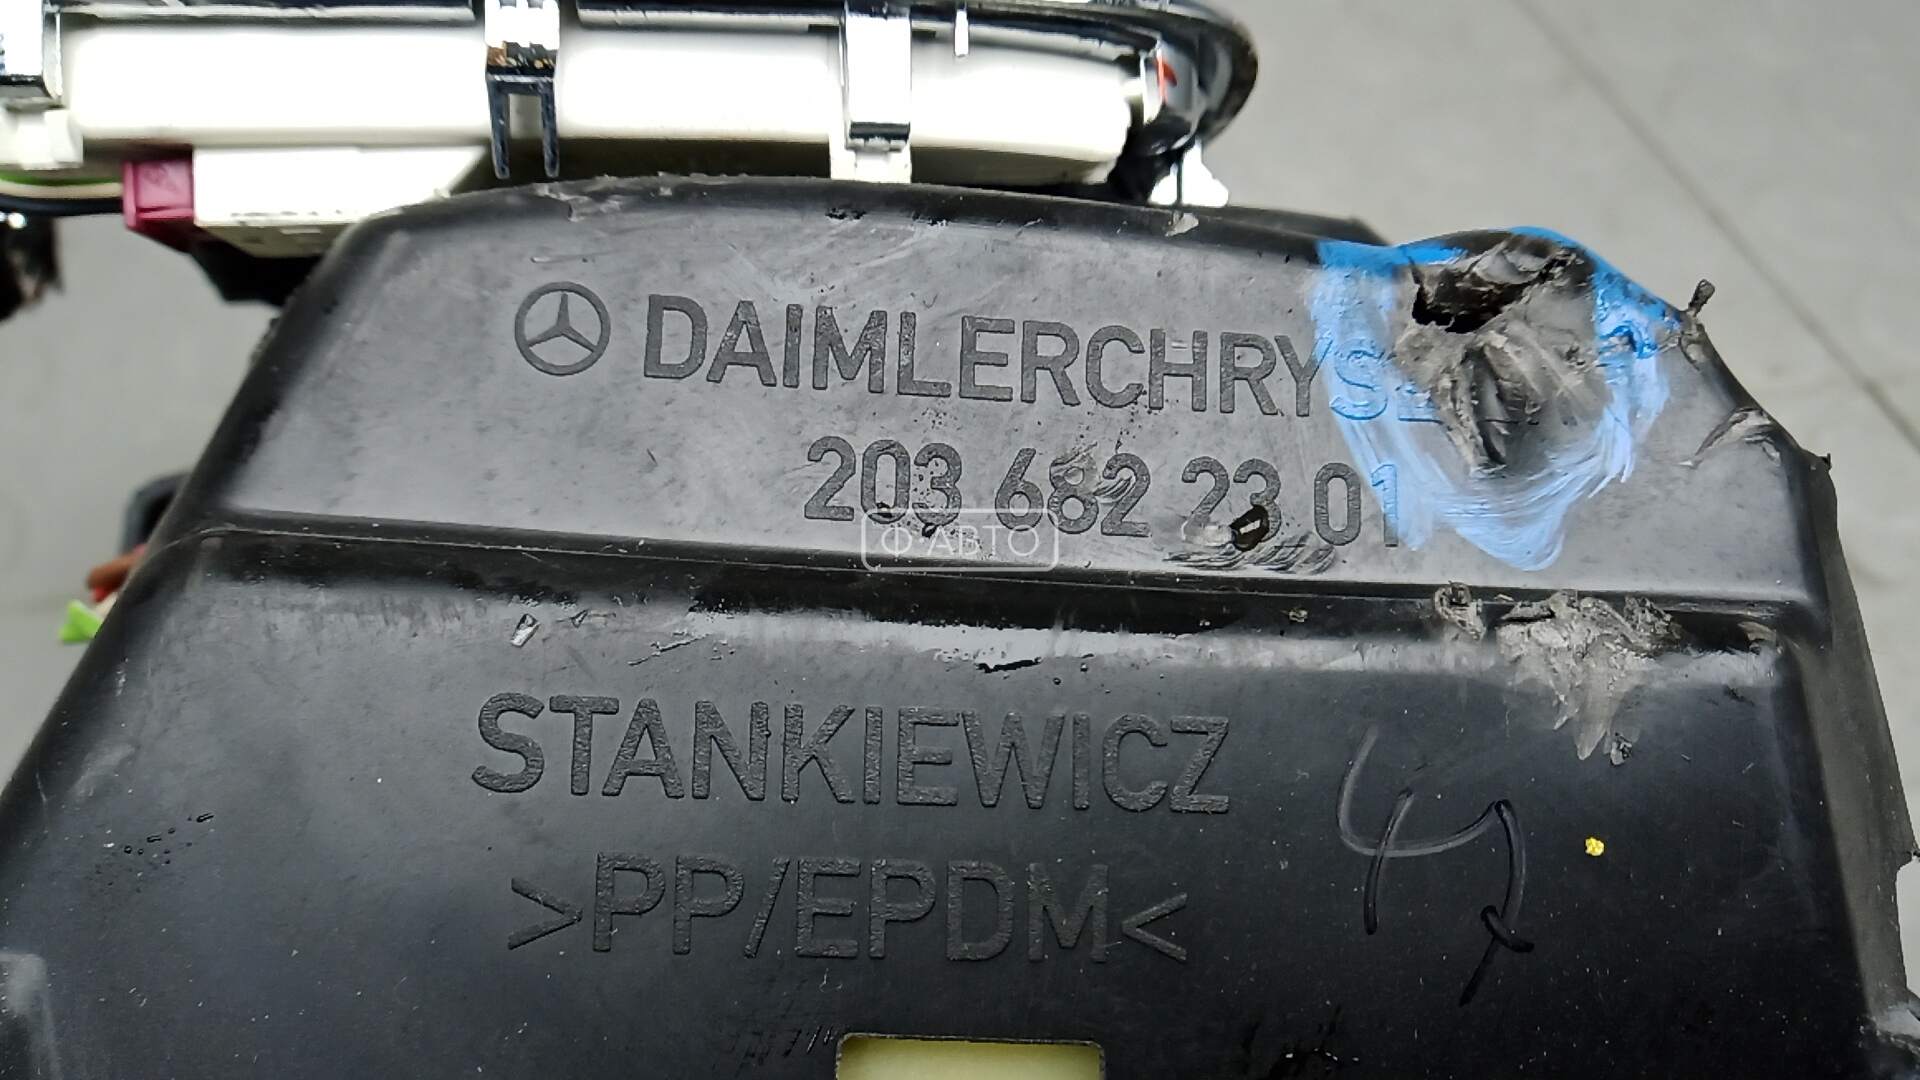 DAIMLERCHRYS
203 682 23 01
Ф-АВТО
STANKIEWICZ
>PP/EPDM<